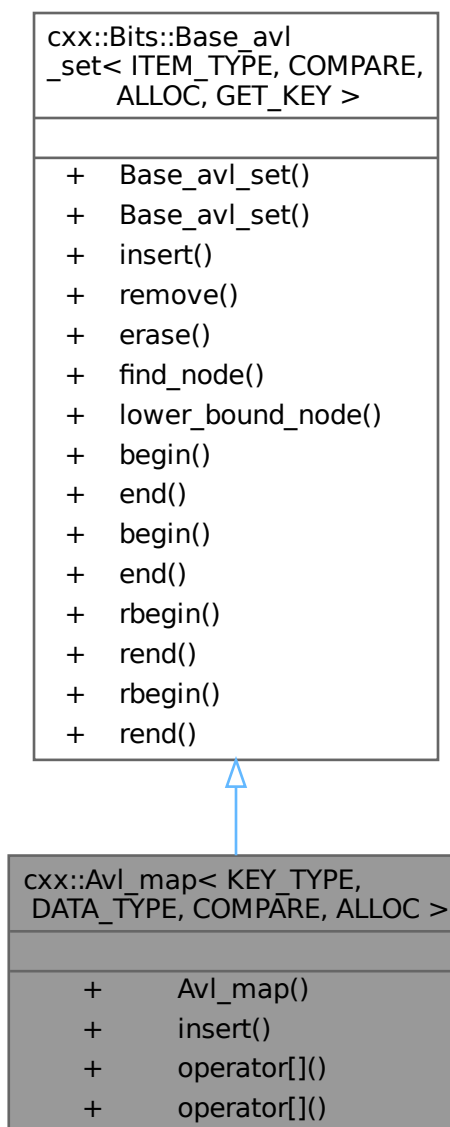 cxx::Bits::Base_avl
_set< ITEM_TYPE, COMPARE,
ALLOC, GET_KEY >
+ Base_avl_set()
+ Base_avl_set()
+ insert()
+ remove()
+ erase()
+ find_node()
+ lower_bound_node()
+ begin()
+ end()
+ begin()
+ end()
+ rbegin()
+ rend()
+ rbegin()
+ rend()
cxx::Avl_map< KEY_TYPE,
DATA_TYPE, COMPARE, ALLOC >
+ Avl_map()
+ insert()
+ operator[]()
+ operator[]()